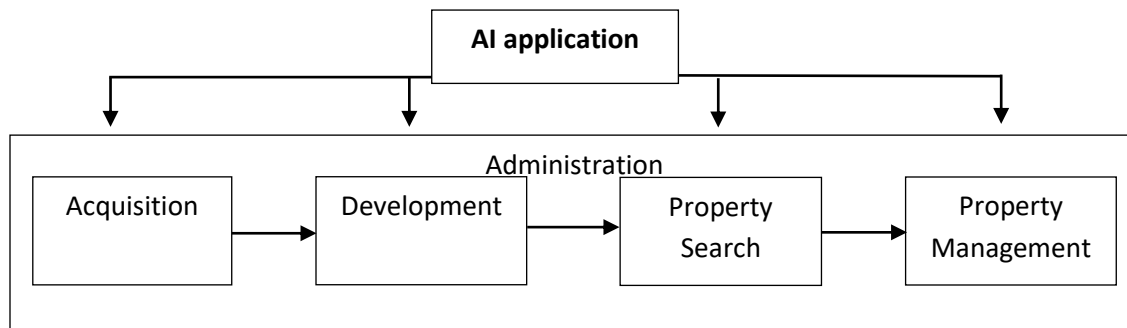 AI application
Administration
Acquisition
Development
Property
Search
Property
Management